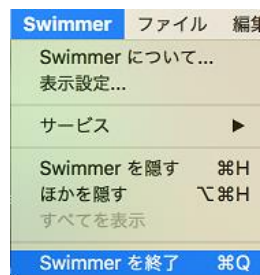 Swimmer ファイル 編集
Swimmer について...
表示設定...
サービス ▶
Swimmer を隠す ⌘H
ほかを隠す ⌥⌘H
すべてを表示
Swimmer を終了 ⌘Q